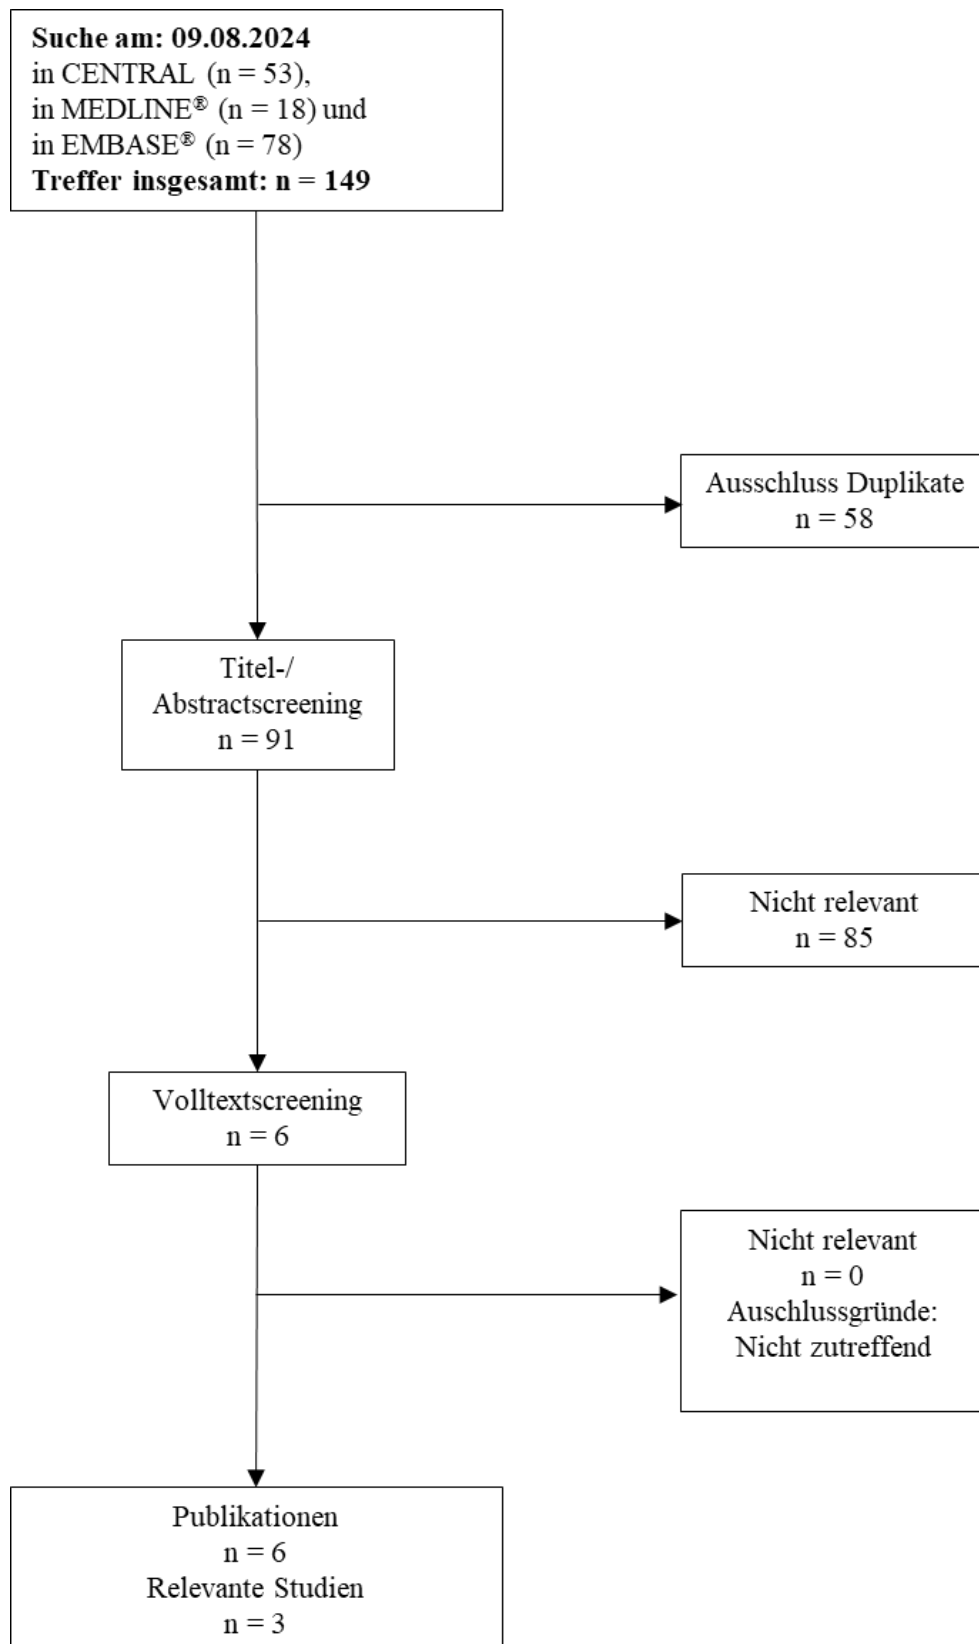 Suche am: 09.08.2024
in CENTRAL (n = 53),
in MEDLINE® (n = 18) und
in EMBASE® (n = 78)
Treffer insgesamt: n = 149
Ausschluss Duplikate
n = 58
Titel-/
Abstractscreening
n = 91
Nicht relevant
n = 85
Volltextscreening
n = 6
Nicht relevant
n = 0
Auschlussgründe:
Nicht zutreffend
Publikationen
n = 6
Relevante Studien
n = 3